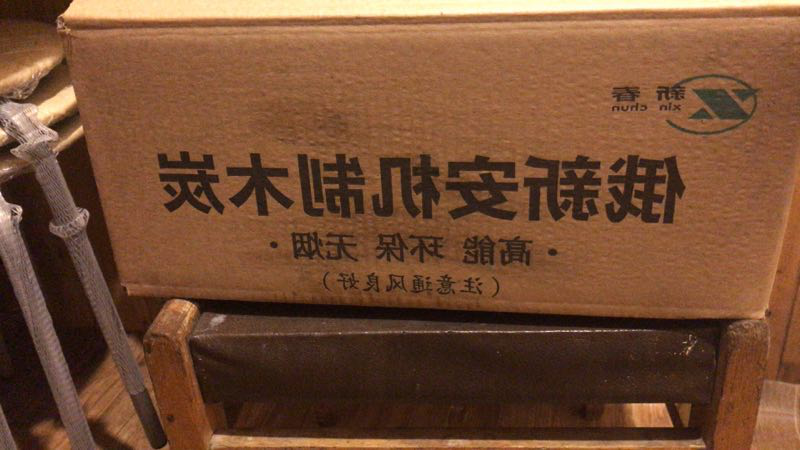 新春
xin chun
俄新安机制木炭
·高能 环保 无烟·
(注意通风良好)